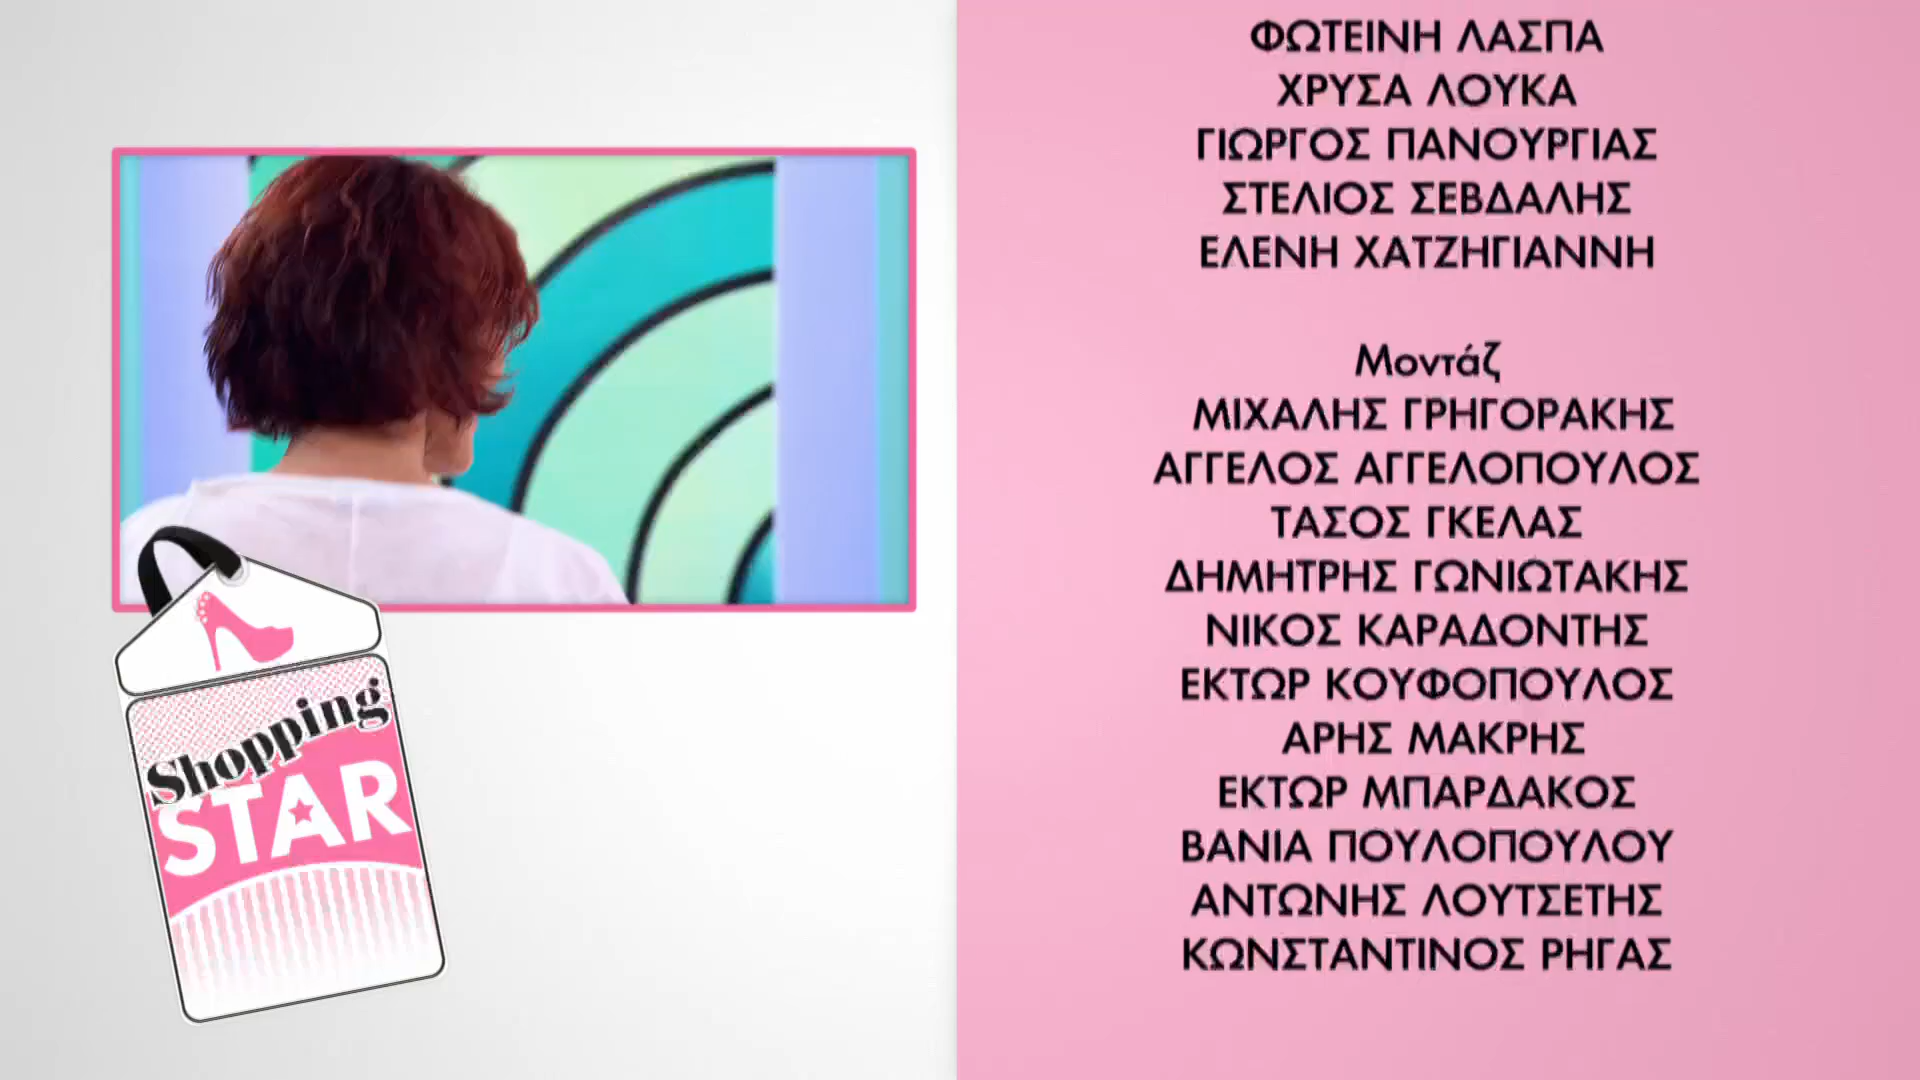 ΦΩΤΕΙΝΗ ΛΑΣΠΑ
ΧΡΥΣΑ ΛΟΥΚΑ
ΓΙΩΡΓΟΣ ΠΑΝΟΥΡΓΙΑΣ
ΣΤΕΛΙΟΣ ΣΕΒΔΑΛΗΣ
ΕΛΕΝΗ ΧΑΤΖΗΓΙΑΝΝΗ
Μοντάζ
ΜΙΧΑΛΗΣ ΓΡΗΓΟΡΑΚΗΣ
ΑΓΓΕΛΟΣ ΑΓΓΕΛΟΠΟΥΛΟΣ
ΤΑΣΟΣ ΓΚΕΛΑΣ
ΔΗΜΗΤΡΗΣ ΓΩΝΙΩΤΑΚΗΣ
ΝΙΚΟΣ ΚΑΡΑΔΟΝΤΗΣ
ΕΚΤΩΡ ΚΟΥΦΟΠΟΥΛΟΣ
ΑΡΗΣ ΜΑΚΡΗΣ
ΕΚΤΩΡ ΜΠΑΡΔΑΚΟΣ
ΒΑΝΙΑ ΠΟΥΛΟΠΟΥΛΟΥ
ΑΝΤΩΝΗΣ ΛΟΥΤΣΕΤΗΣ
ΚΩΝΣΤΑΝΤΙΝΟΣ ΡΗΓΑΣ
Shopping
STAR